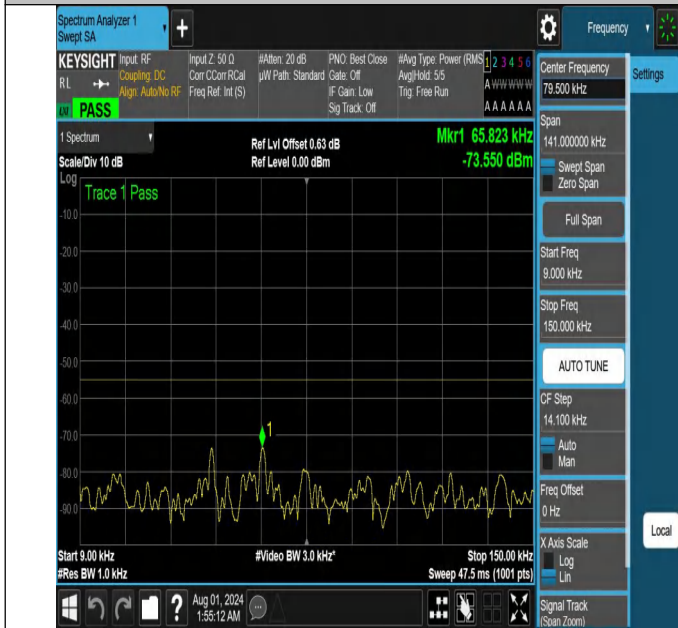 Spectrum Analyzer 1
Swept SA
+
Frequency
KEYSIGHT
RL
LXI
PASS
Input: RF
Coupling: DC
Align: Auto/No RF
Input Z: 50 Ω
Corr CCorr RCal
Freq Ref: Int (S)
#Atten: 20 dB
µW Path: Standard
PNO: Best Close
Gate: Off
IF Gain: Low
Sig Track: Off
#Avg Type: Power (RMS
Avg|Hold: 5/5
Trig: Free Run
1 2 3 4 5 6
A W W W W W
A A A A A A
1 Spectrum
Scale/Div 10 dB
Ref Lvl Offset 0.63 dB
Ref Level 0.00 dBm
Mkr1 65.823 kHz
-73.550 dBm
Log
Trace 1 Pass
-10.0
-20.0
-30.0
-40.0
-50.0
-60.0
-70.0
-80.0
-90.0
1
Start 9.00 kHz
#Res BW 1.0 kHz
#Video BW 3.0 kHz*
Stop 150.00 kHz
Sweep 47.5 ms (1001 pts)
Aug 01, 2024
1:55:12 AM
?
Settings
Center Frequency
79.500 kHz
Span
141.000000 kHz
Swept Span
Zero Span
Full Span
Start Freq
9.000 kHz
Stop Freq
150.000 kHz
AUTO TUNE
CF Step
14.100 kHz
Auto
Man
Freq Offset
0 Hz
X Axis Scale
Log
Lin
Signal Track
(Span Zoom)
Local